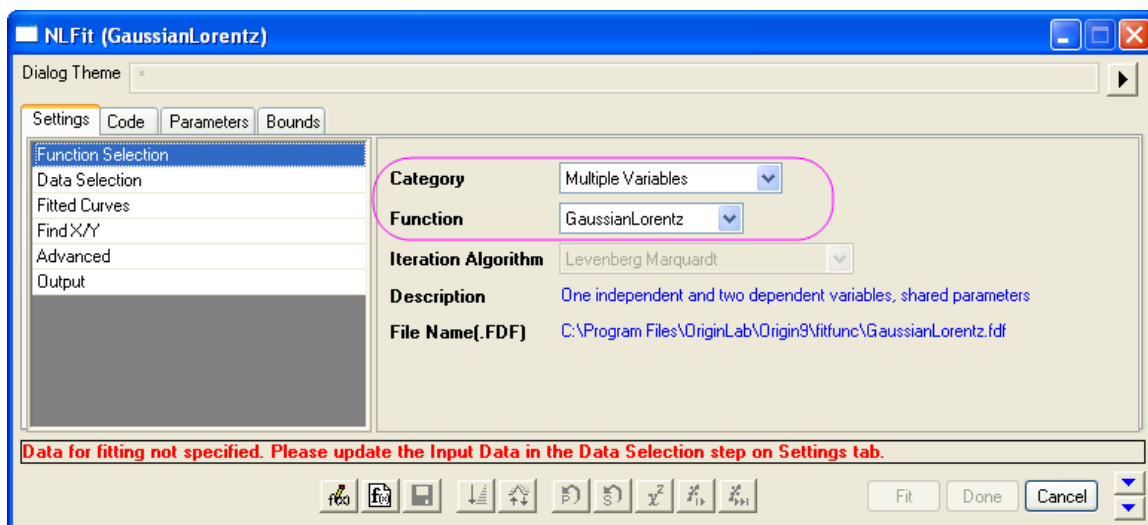 NLFit (GaussianLorentz)
Dialog Theme *
Settings Code Parameters Bounds
Function Selection
Data Selection
Fitted Curves
Find X/Y
Advanced
Output
Category Multiple Variables
Function GaussianLorentz
Iteration Algorithm Levenberg Marquardt
Description One independent and two dependent variables, shared parameters
File Name(.FDF) C:\Program Files\OriginLab\Origin9\fitfunc\GaussianLorentz.fdf
Data for fitting not specified. Please update the Input Data in the Data Selection step on Settings tab.
Fit Done Cancel